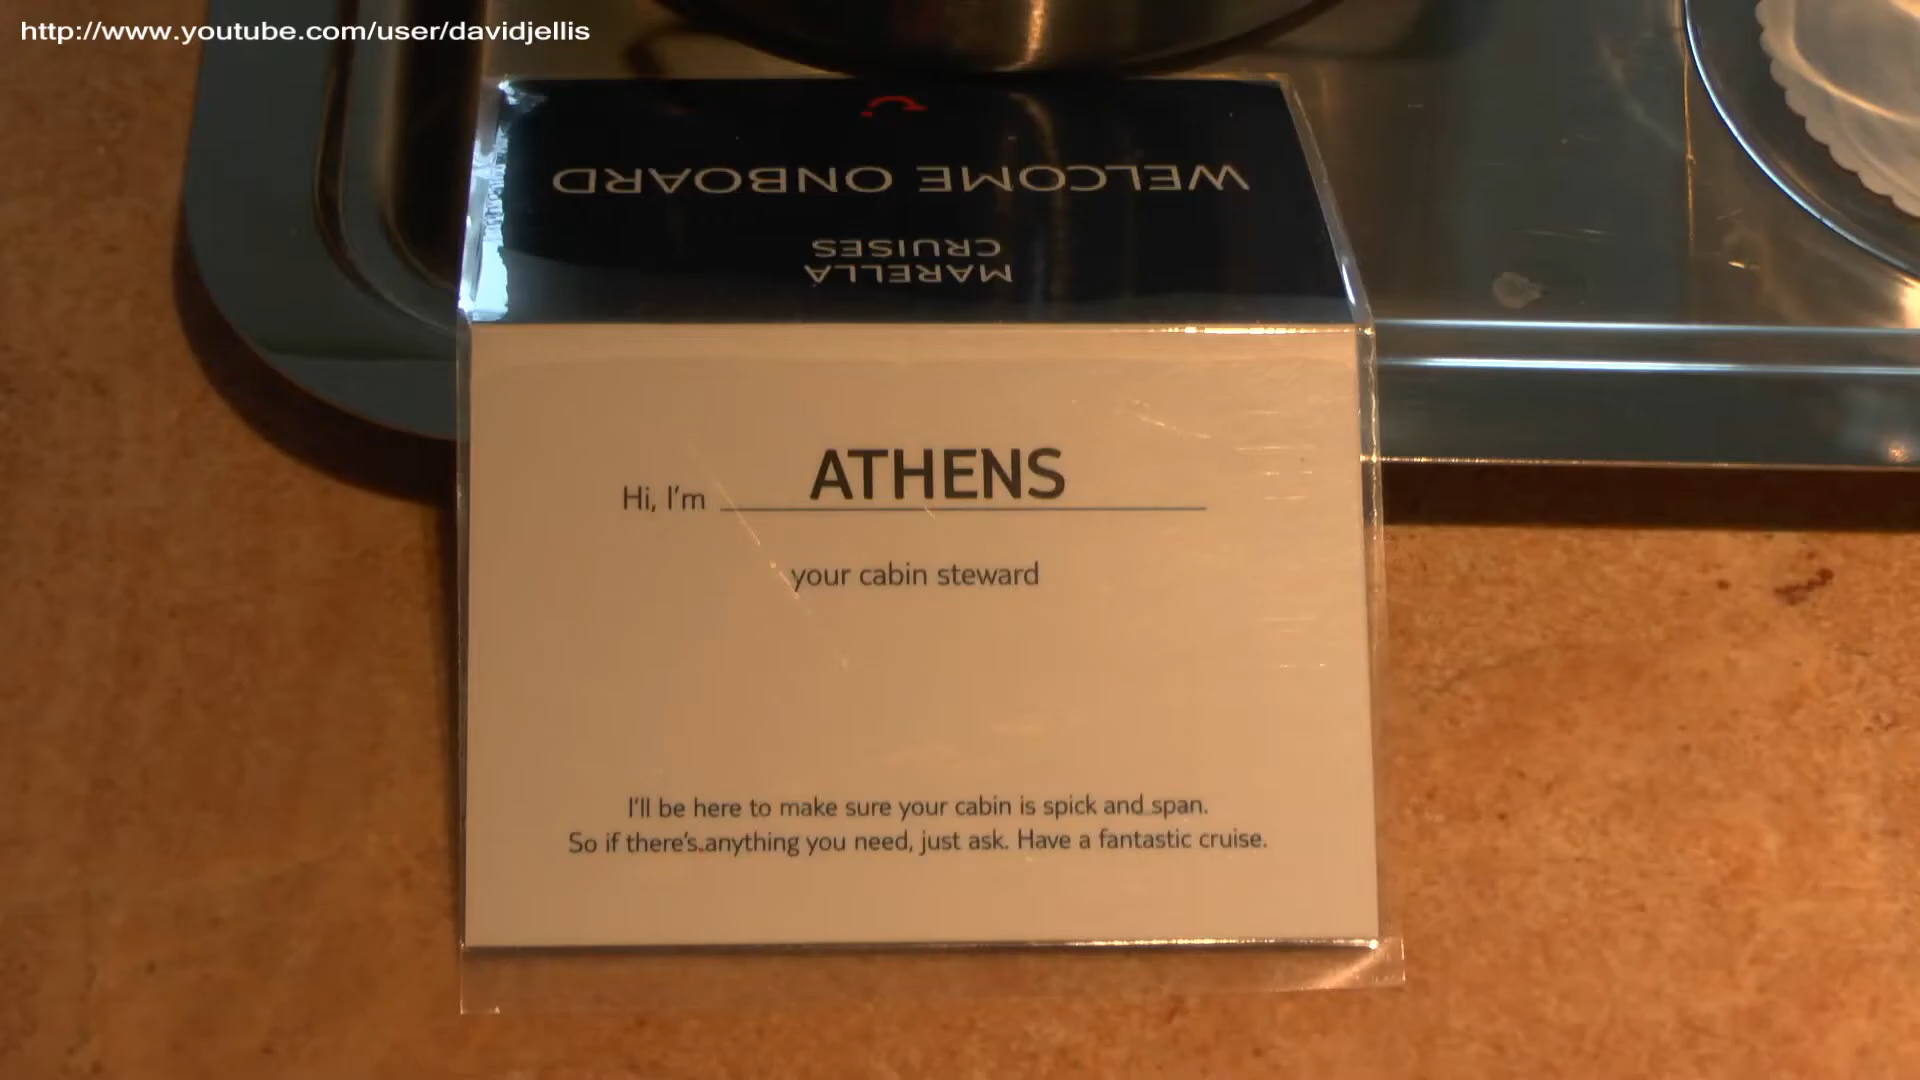 http://www.youtube.com/user/davidjellis
WELCOME ONBOARD
MARELLA
CRUISES
Hi, I'm ATHENS
your cabin steward
I'll be here to make sure your cabin is spick and span.
So if there's anything you need, just ask. Have a fantastic cruise.